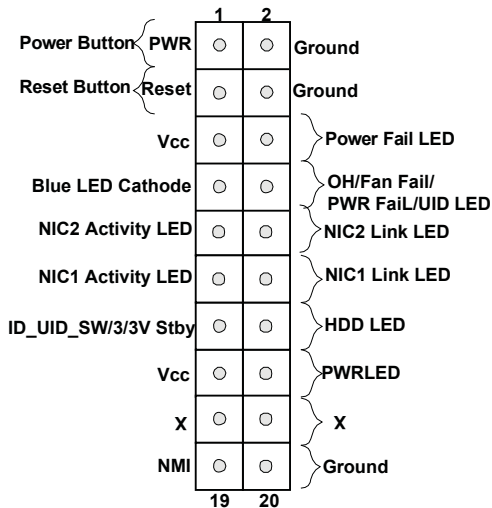 1 2
Power Button PWR Ground
Reset Button Reset Ground
Vcc Power Fail LED
Blue LED Cathode OH/Fan Fail/
PWR FaiL/UID LED
NIC2 Activity LED NIC2 Link LED
NIC1 Activity LED NIC1 Link LED
ID_UID_SW/3/3V Stby HDD LED
Vcc PWRLED
X X
NMI Ground
19 20